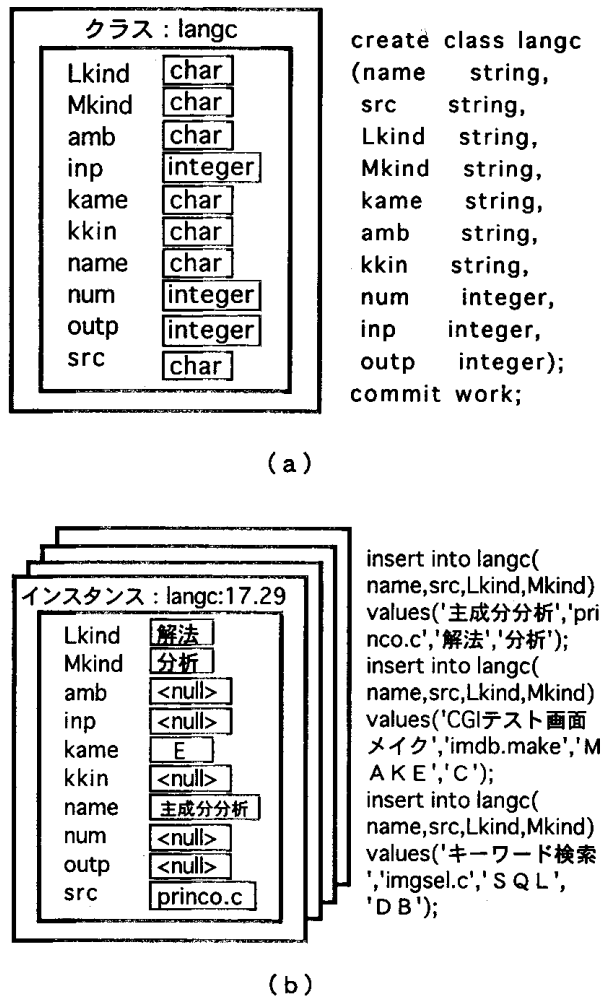 クラス：langc
Lkind char
Mkind char
amb char
inp integer
kame char
kkin char
name char
num integer
outp integer
src char
create class langc
(name string,
src string,
Lkind string,
Mkind string,
kame string,
amb string,
kkin string,
num integer,
inp integer,
outp integer);
commit work;
(a)
インスタンス：langc:17.29
Lkind 解法
Mkind 分析
amb <null>
inp <null>
kame E
kkin <null>
name 主成分分析
num <null>
outp <null>
src princo.c
insert into langc(
name,src,Lkind,Mkind)
values('主成分分析','pri
nco.c','解法','分析');
insert into langc(
name,src,Lkind,Mkind)
values('CGIテスト画面
メイク','imdb.make','Ｍ
ＡＫＥ','Ｃ');
insert into langc(
name,src,Lkind,Mkind)
values('キーワード検索
','imgsel.c','ＳＱＬ',
'ＤＢ');
(b)